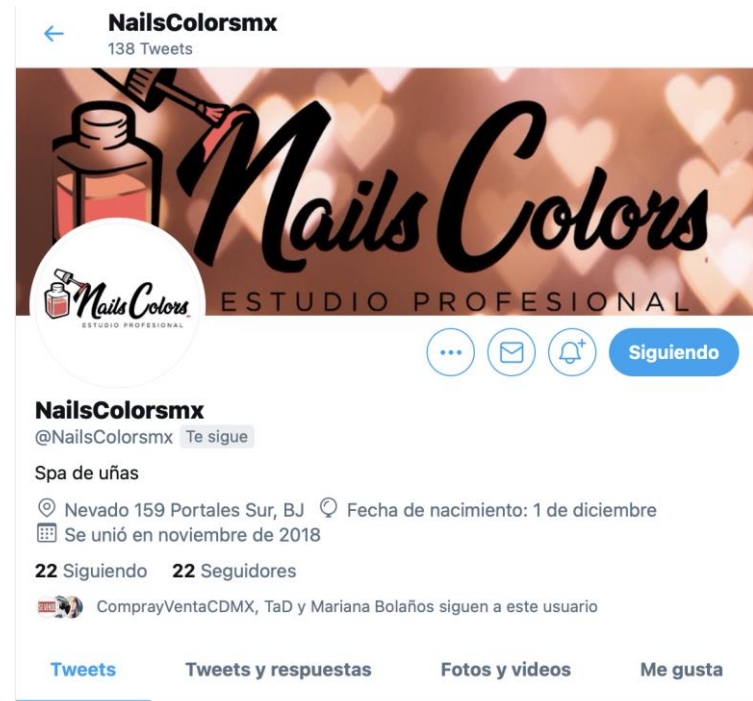 NailsColorsmx
138 Tweets
Nails Colors
ESTUDIO PROFESIONAL
Nails Colors
ESTUDIO PROFESIONAL
Siguiendo
NailsColorsmx
@NailsColorsmx Te sigue
Spa de uñas
Nevado 159 Portales Sur, BJ Fecha de nacimiento: 1 de diciembre
Se unió en noviembre de 2018
22 Siguiendo 22 Seguidores
ComprayVentaCDMX, TaD y Mariana Bolaños siguen a este usuario
Tweets Tweets y respuestas Fotos y videos Me gusta